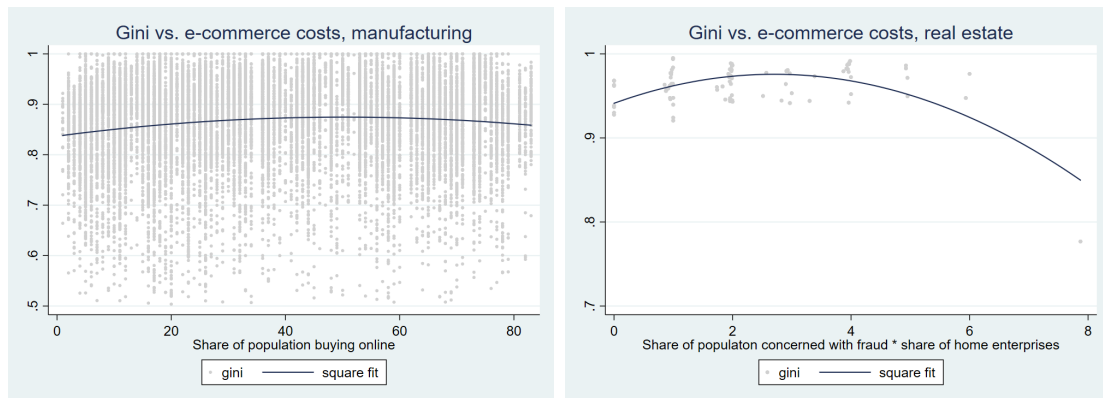 Gini vs. e-commerce costs, manufacturing
1
.9
.8
.7
.6
.5
0 20 40 60 80
Share of population buying online
gini square fit
Gini vs. e-commerce costs, real estate
1
.9
.8
.7
0 2 4 6 8
Share of populaton concerned with fraud * share of home enterprises
gini square fit